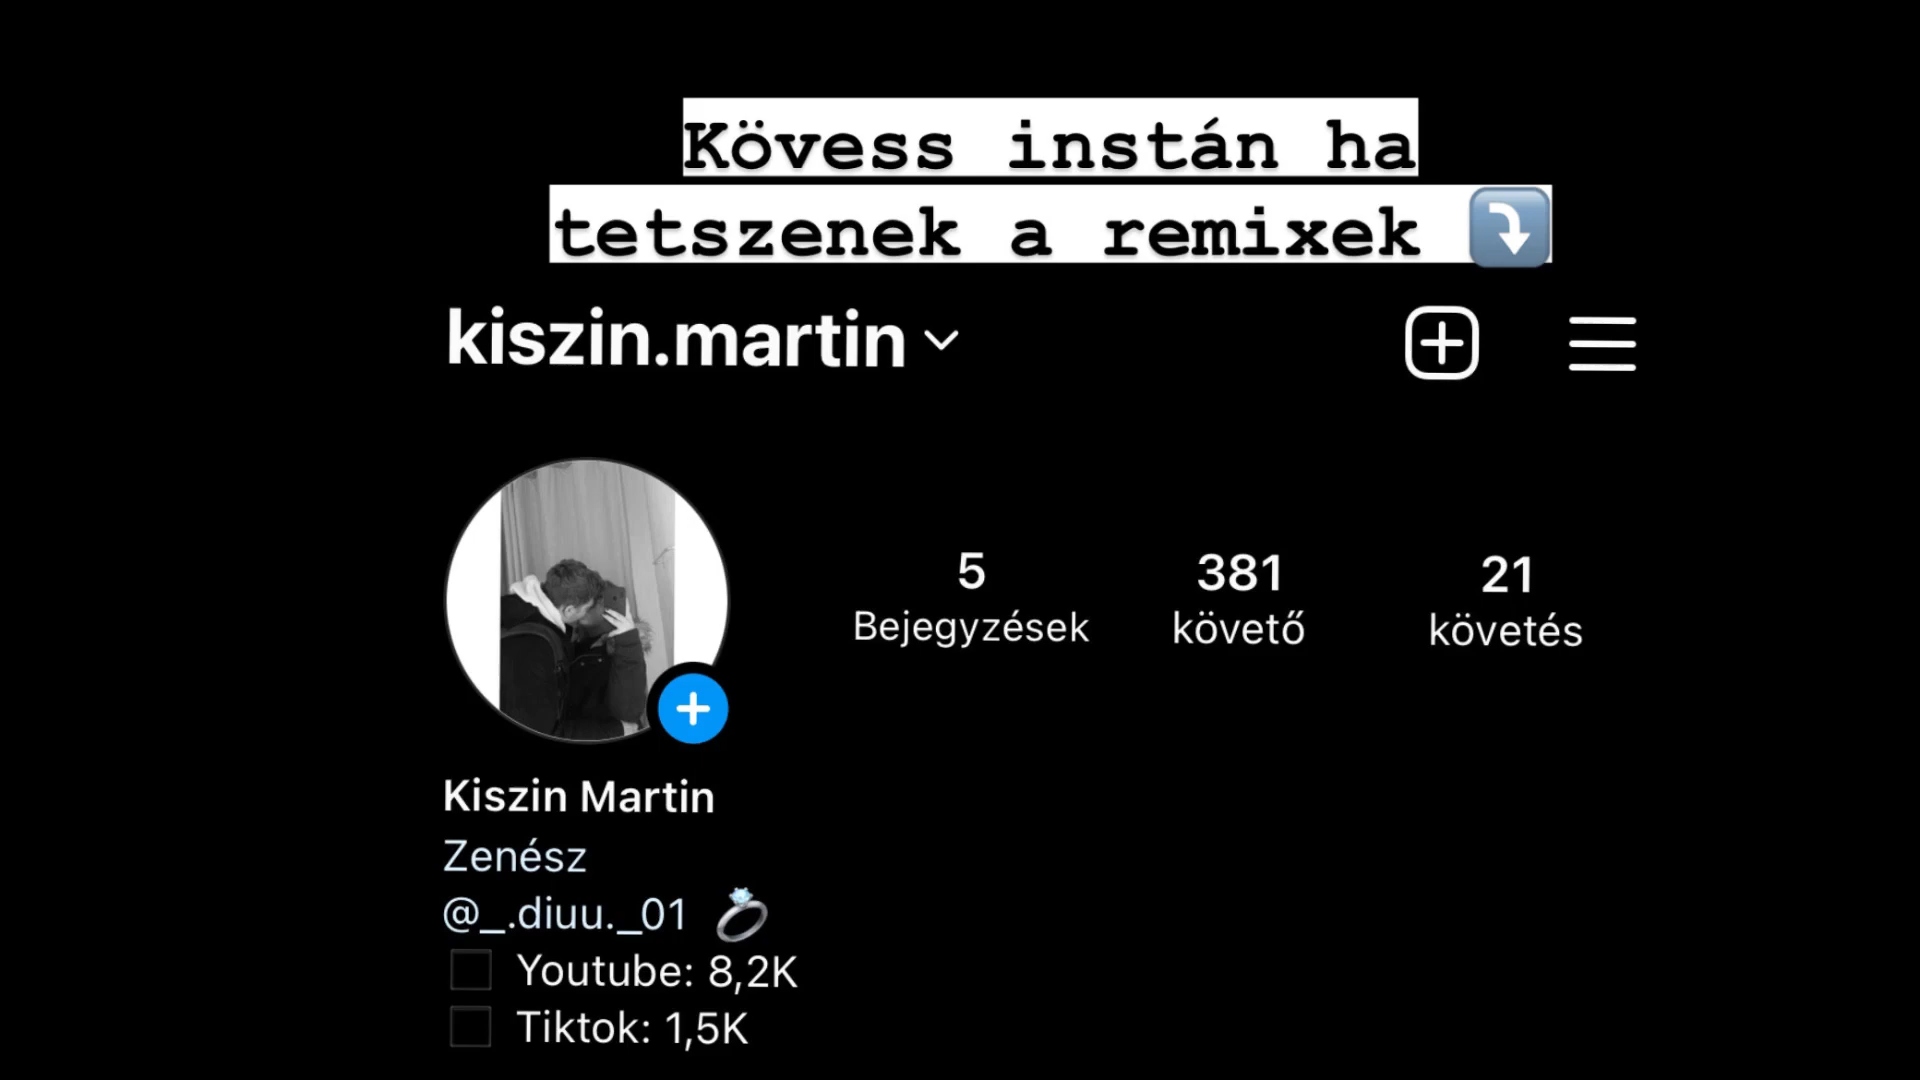 Kövess instán ha
tetszenek a remixek ⤵️
kiszin.martin
5
Bejegyzések
381
követő
21
követés
Kiszin Martin
Zenész
@_.diuu._01 💍
Youtube: 8,2K
Tiktok: 1,5K